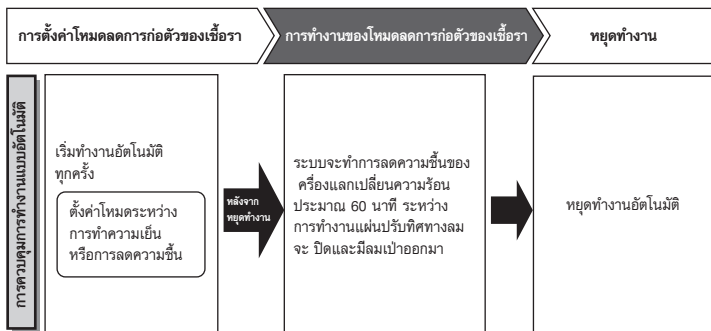 การตั้งค่าโหมดลดการก่อตัวของเชื้อรา
การทำงานของโหมดลดการก่อตัวของเชื้อรา
หยุดทำงาน
การควบคุมการทำงานแบบอัตโนมัติ
เริ่มทำงานอัตโนมัติ
ทุกครั้ง
ตั้งค่าโหมดระหว่าง
การทำความเย็น
หรือการลดความชื้น
หลังจาก
หยุดทำงาน
ระบบจะทำการลดความชื้นของ
ครื่องแลกเปลี่ยนความร้อน
ประมาณ 60 นาที ระหว่าง
การทำงานแผ่นปรับทิศทางลม
จะ ปิดและมีลมเป่าออกมา
หยุดทำงานอัตโนมัติ